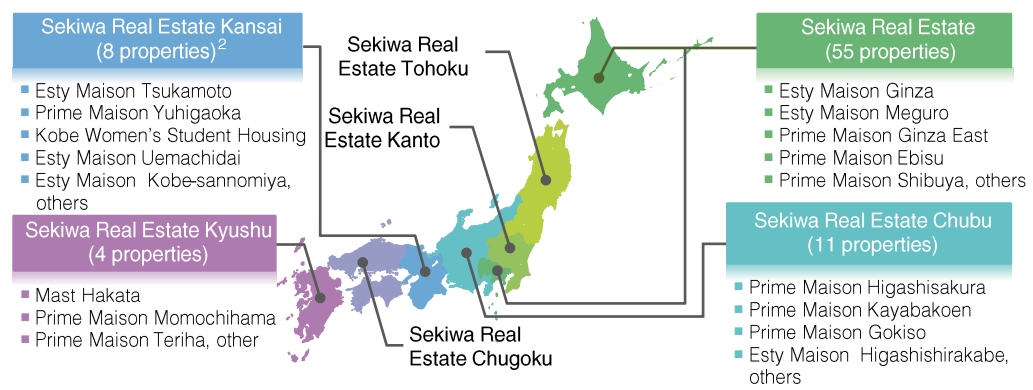 Sekiwa Real Estate Kansai
(8 properties)2
Esty Maison Tsukamoto
Prime Maison Yuhigaoka
Kobe Women's Student Housing
Esty Maison Uemachidai
Esty Maison Kobe-sannomiya,
others
Sekiwa Real Estate Kyushu
(4 properties)
Mast Hakata
Prime Maison Momochihama
Prime Maison Teriha, other
Sekiwa Real
Estate Tohoku
Sekiwa Real
Estate Kanto
Sekiwa Real
Estate Chugoku
Sekiwa Real Estate
(55 properties)
Esty Maison Ginza
Esty Maison Meguro
Prime Maison Ginza East
Prime Maison Ebisu
Prime Maison Shibuya, others
Sekiwa Real Estate Chubu
(11 properties)
Prime Maison Higashisakura
Prime Maison Kayabakoen
Prime Maison Gokiso
Esty Maison Higashishirakabe,
others